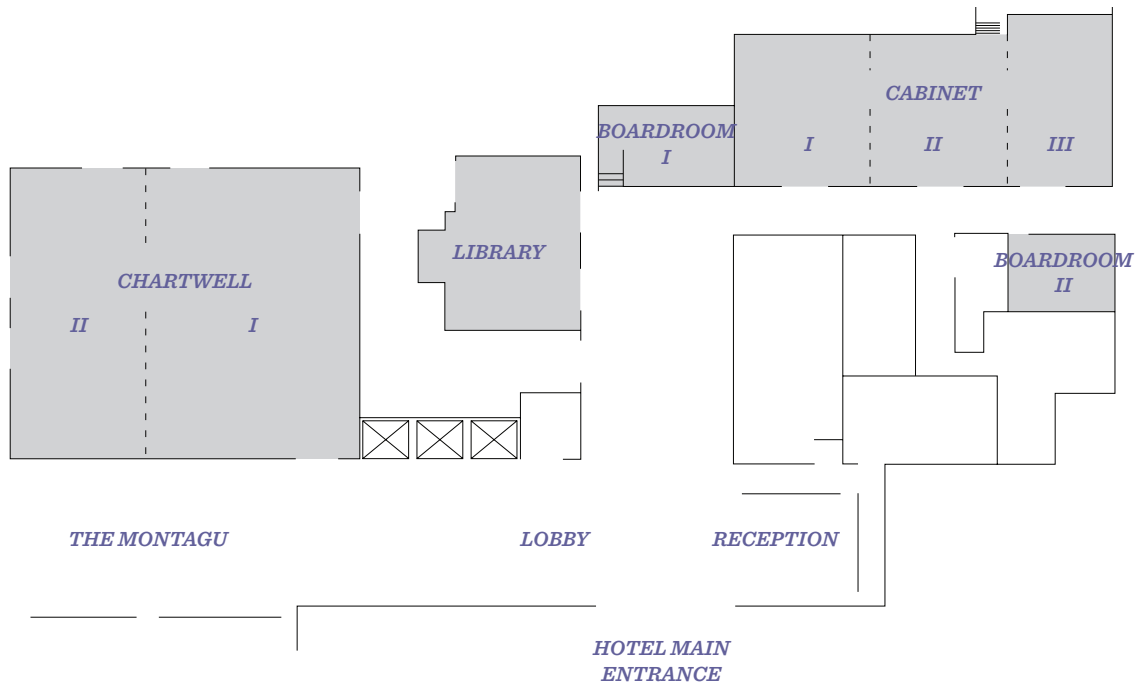 CABINET
I
II
III
BOARDROOM
I
LIBRARY
CHARTWELL
II
I
BOARDROOM
II
THE MONTAGU
LOBBY
RECEPTION
HOTEL MAIN
ENTRANCE